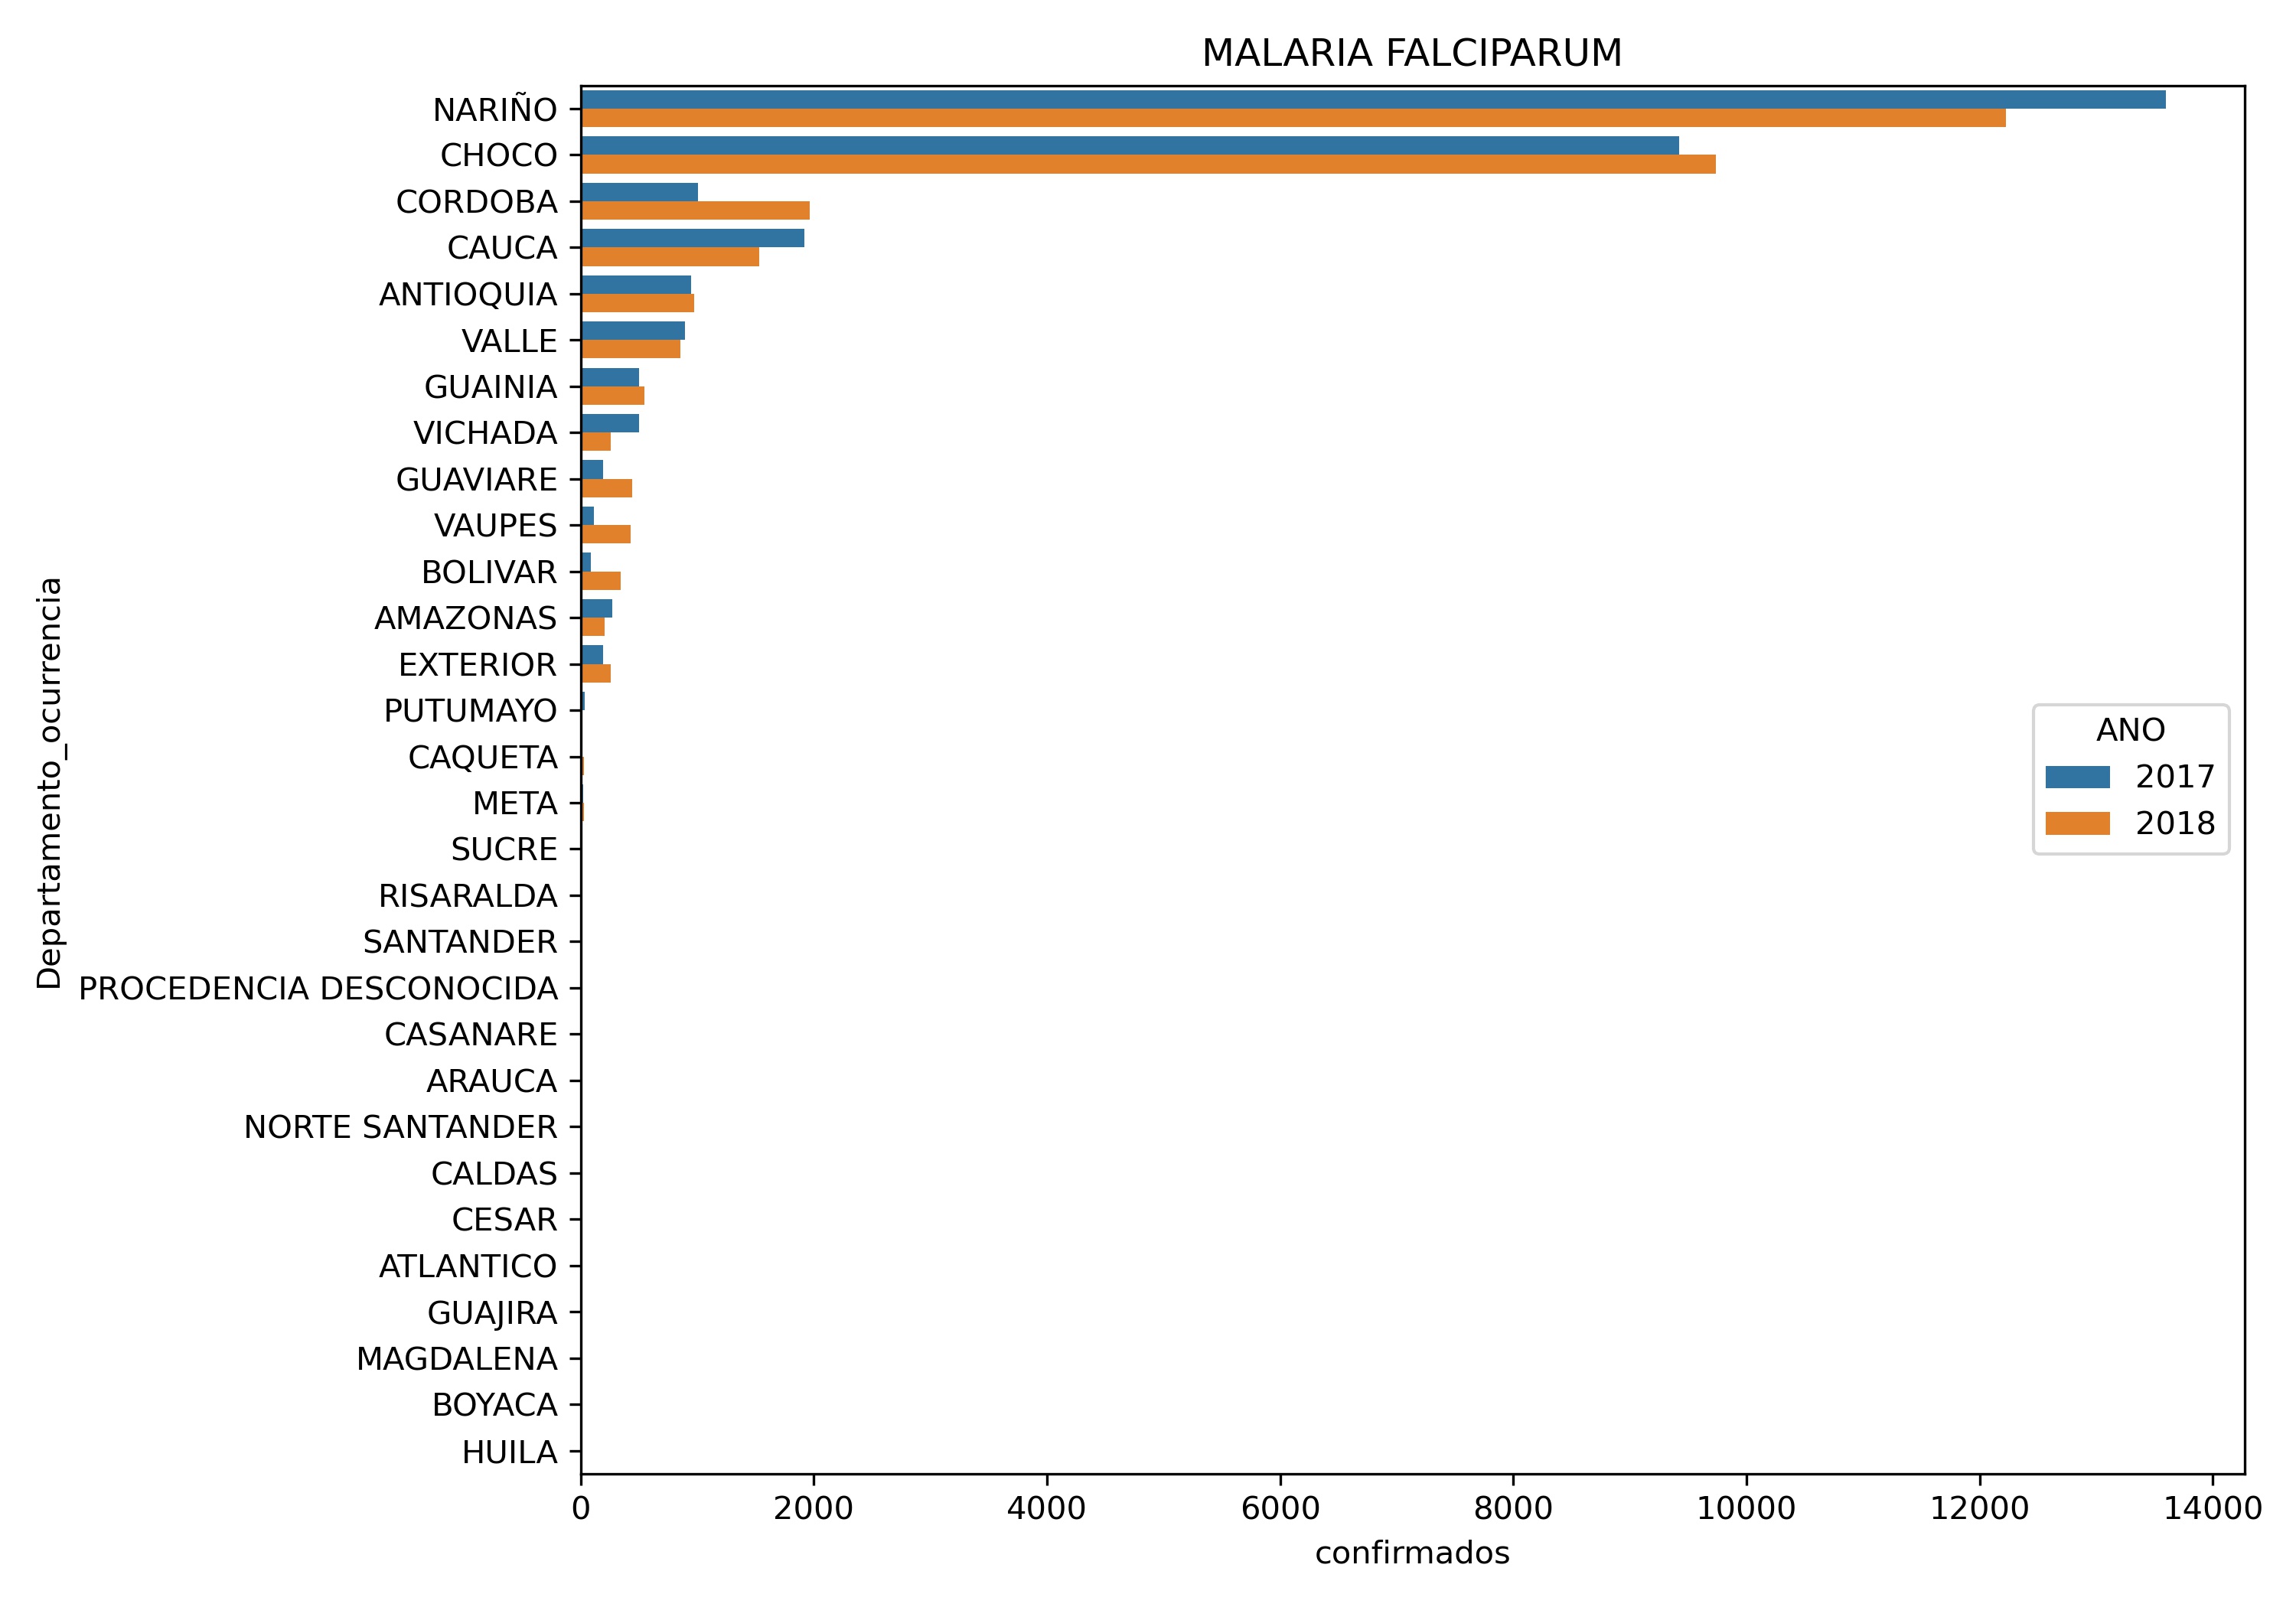 MALARIA FALCIPARUM
Departamento_ocurrencia
NARIÑO
CHOCO
CORDOBA
CAUCA
ANTIOQUIA
VALLE
GUAINIA
VICHADA
GUAVIARE
VAUPES
BOLIVAR
AMAZONAS
EXTERIOR
PUTUMAYO
CAQUETA
META
SUCRE
RISARALDA
SANTANDER
PROCEDENCIA DESCONOCIDA
CASANARE
ARAUCA
NORTE SANTANDER
CALDAS
CESAR
ATLANTICO
GUAJIRA
MAGDALENA
BOYACA
HUILA
ANO
2017
2018
0 2000 4000 6000 8000 10000 12000 14000
confirmados